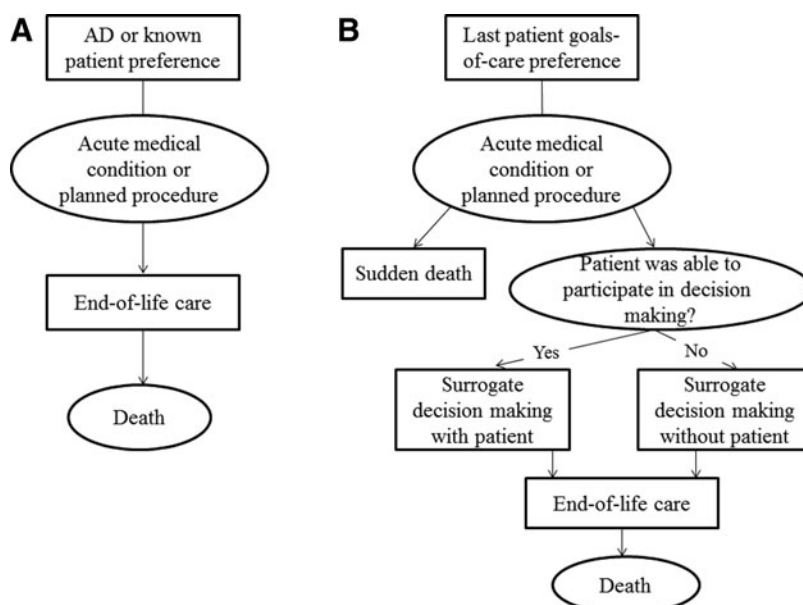 A
AD or known
patient preference
Acute medical
condition or
planned procedure
End-of-life care
Death
B
Last patient goals-
of-care preference
Acute medical
condition or
planned procedure
Sudden death
Patient was able to
participate in decision
making?
Yes
No
Surrogate
decision making
with patient
Surrogate
decision making
without patient
End-of-life care
Death